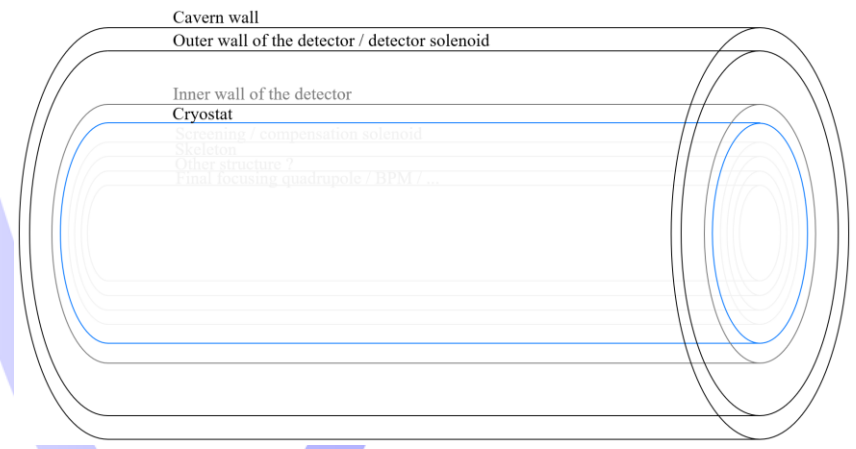 Cavern wall
Outer wall of the detector / detector solenoid
Inner wall of the detector
Cryostat
Screening / compensation solenoid
Skeleton
Other structure ?
Final focusing quadrupole / BPM / ...